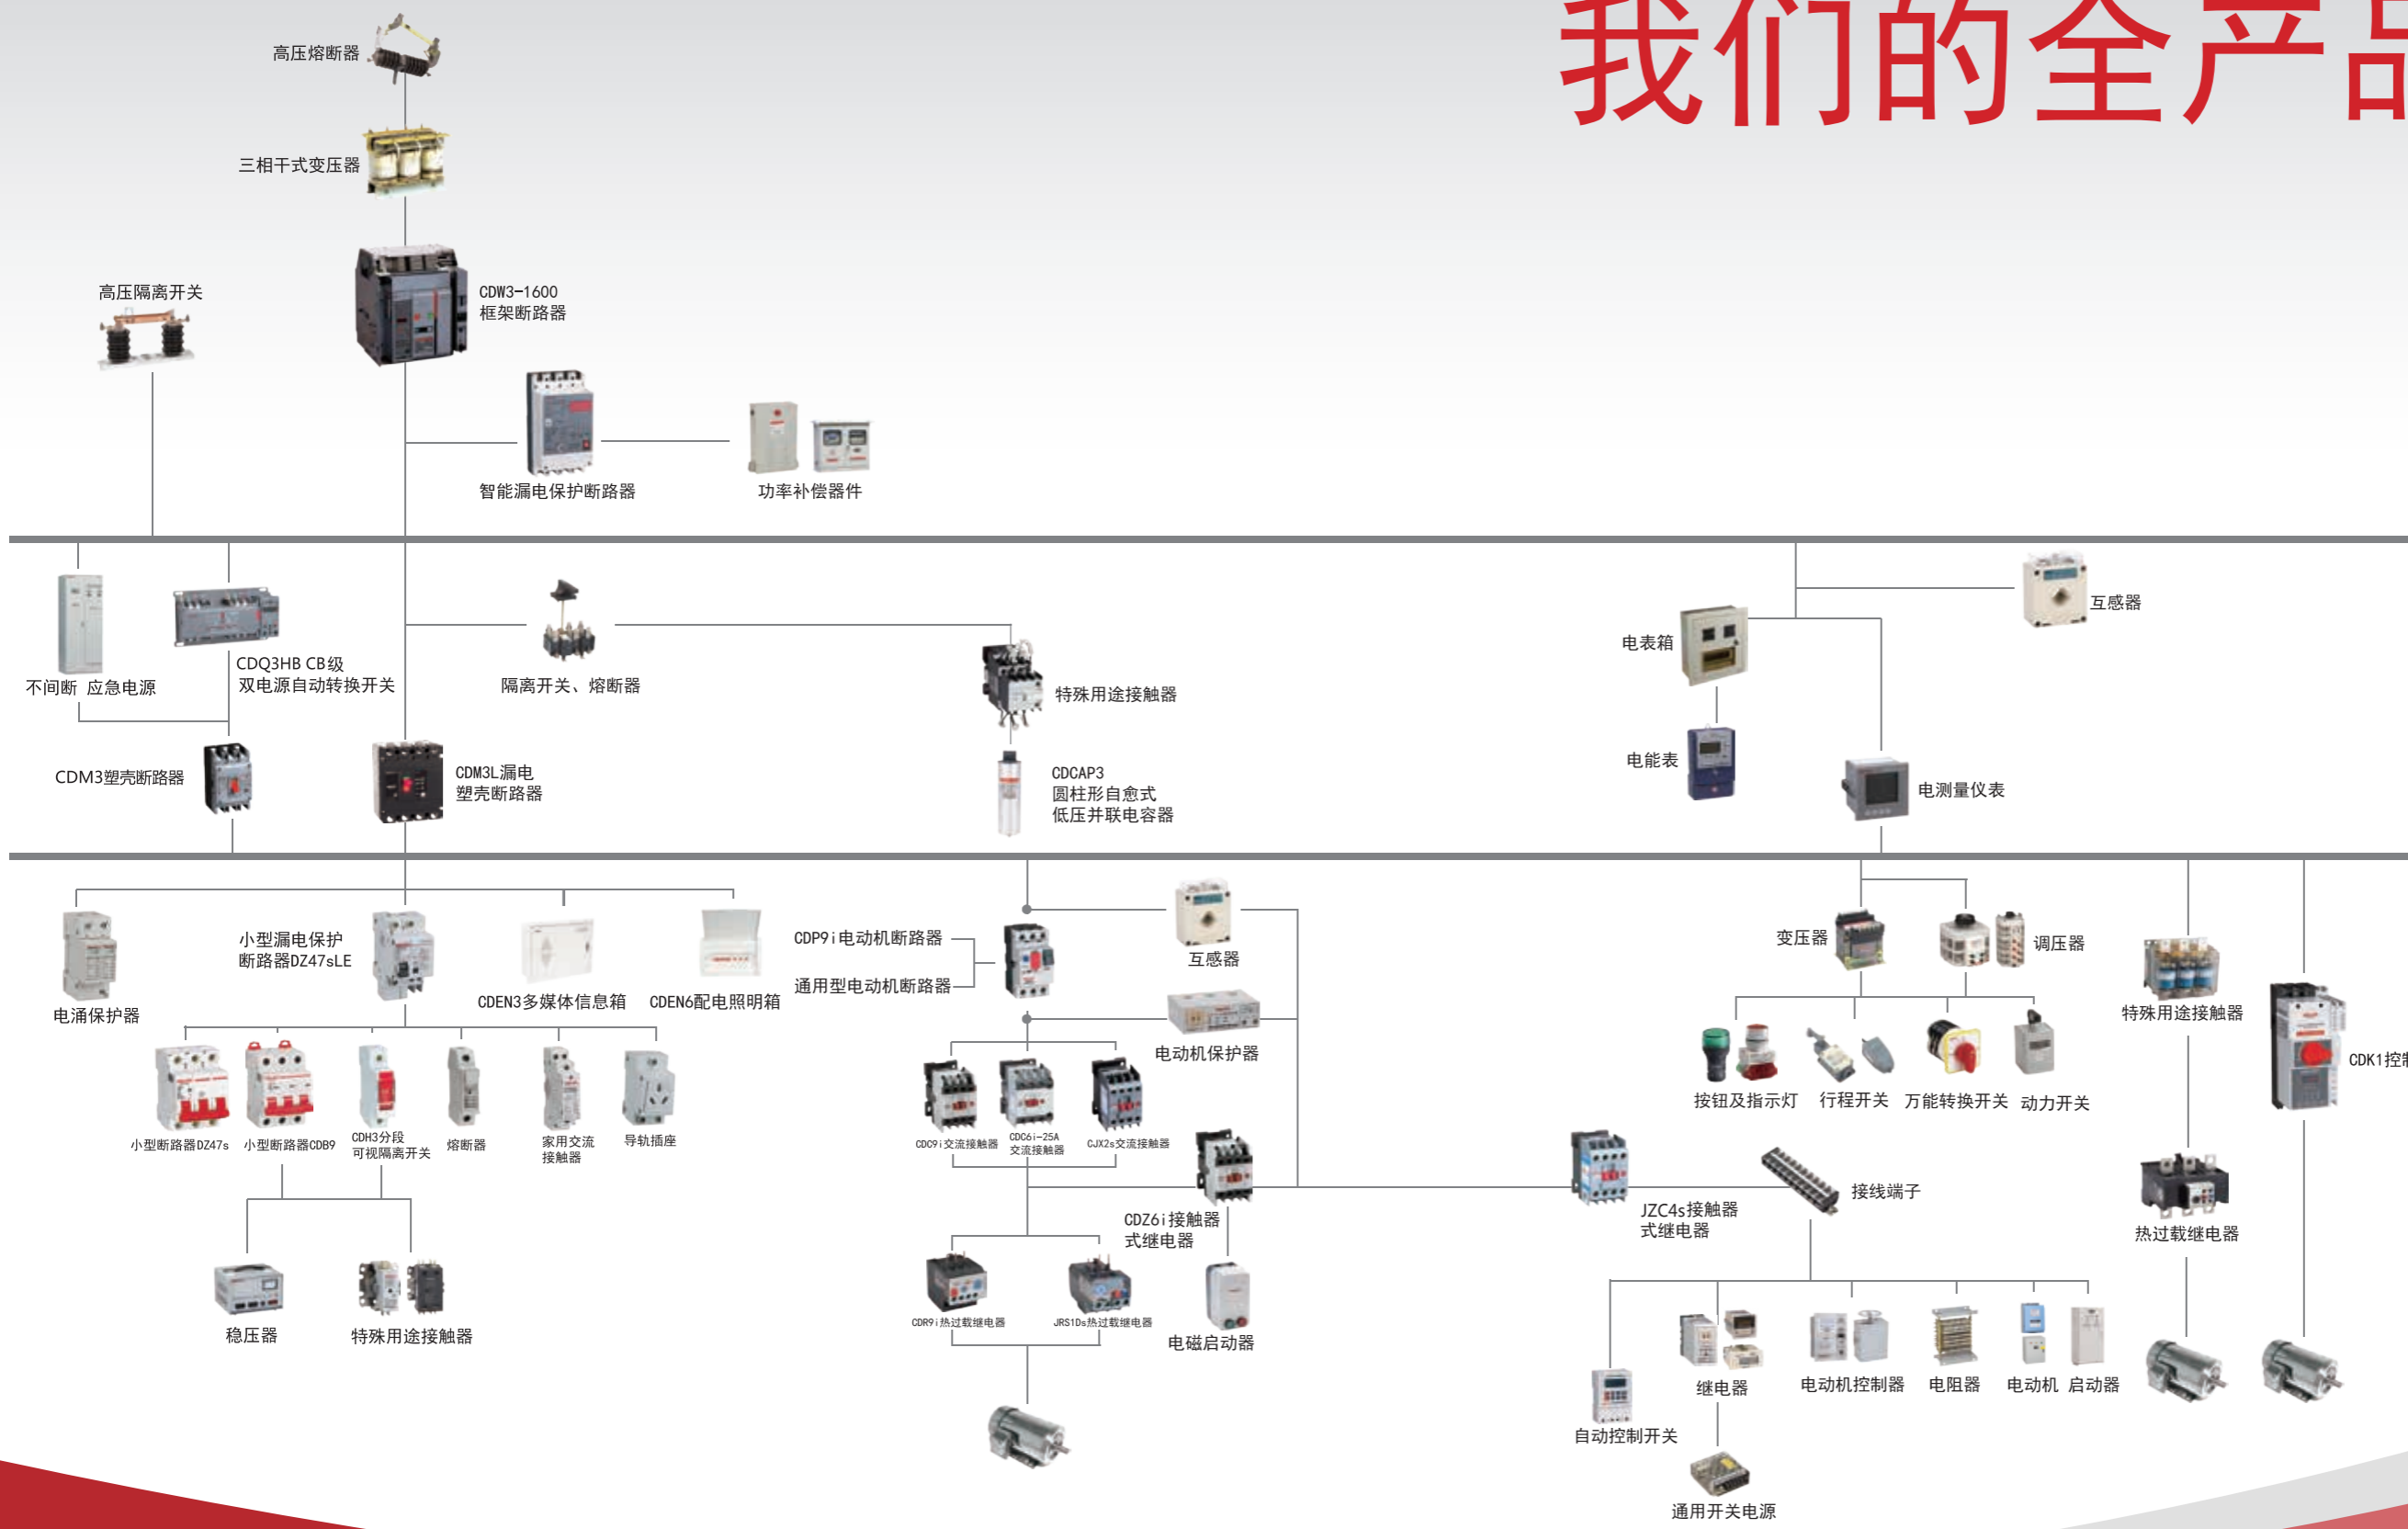 我们的全产品
高压熔断器
三相干式变压器
CDW3-1600
框架断路器
高压隔离开关
智能漏电保护断路器
功率补偿器件
不间断 应急电源
CDQ3HB CB级
双电源自动转换开关
隔离开关、熔断器
特殊用途接触器
电表箱
互感器
CDM3塑壳断路器
CDM3L漏电
塑壳断路器
CDCAP3
圆柱形自愈式
低压并联电容器
电能表
电测量仪表
电涌保护器
小型漏电保护
断路器DZ47sLE
CDEN3多媒体信息箱
CDEN6配电照明箱
CDP9i电动机断路器
通用型电动机断路器
互感器
电动机保护器
变压器
调压器
特殊用途接触器
CDK1控制
按钮及指示灯
行程开关
万能转换开关
动力开关
小型断路器DZ47s
小型断路器CDB9
CDH3分段
可视隔离开关
熔断器
家用交流
接触器
导轨插座
CDC9i交流接触器
CDC6i-25A
交流接触器
CJX2s交流接触器
CDZ6i接触器
式继电器
JZC4s接触器
式继电器
接线端子
热过载继电器
稳压器
特殊用途接触器
CDR9i热过载继电器
JRS1Ds热过载继电器
电磁启动器
自动控制开关
继电器
电动机控制器
电阻器
电动机 启动器
通用开关电源